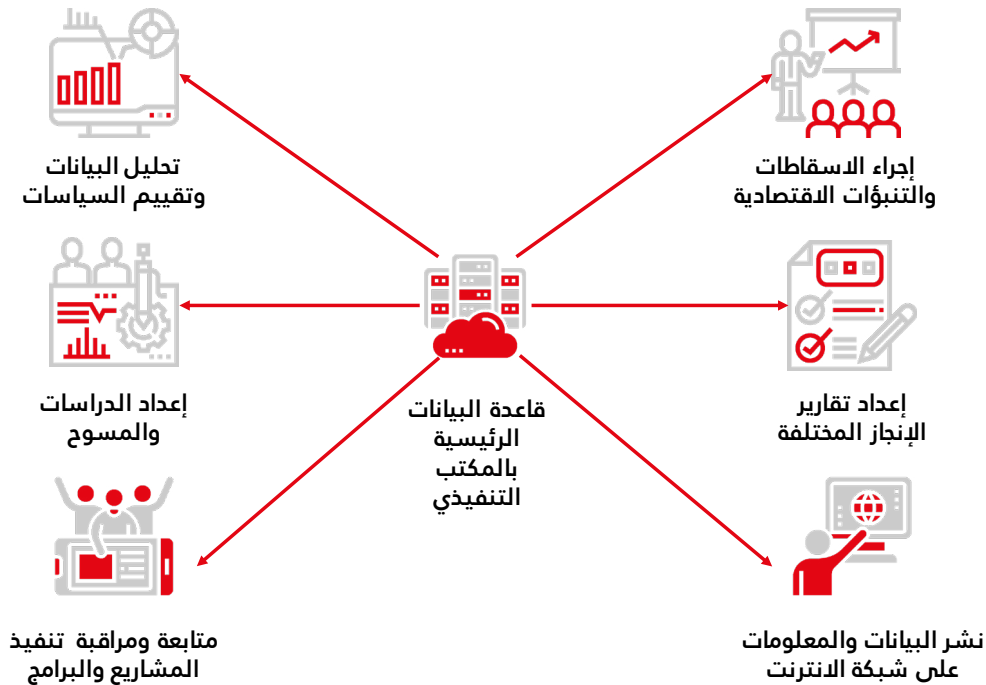 إجراء الاسقاطات
والتنبؤات الاقتصادية
تحليل البيانات
وتقييم السياسات
إعداد تقارير
الإنجاز المختلفة
قاعدة البيانات
الرئيسية
بالمكتب
التنفيذي
إعداد الدراسات
والمسوح
نشر البيانات والمعلومات
على شبكة الانترنت
متابعة ومراقبة تنفيذ
المشاريع والبرامج